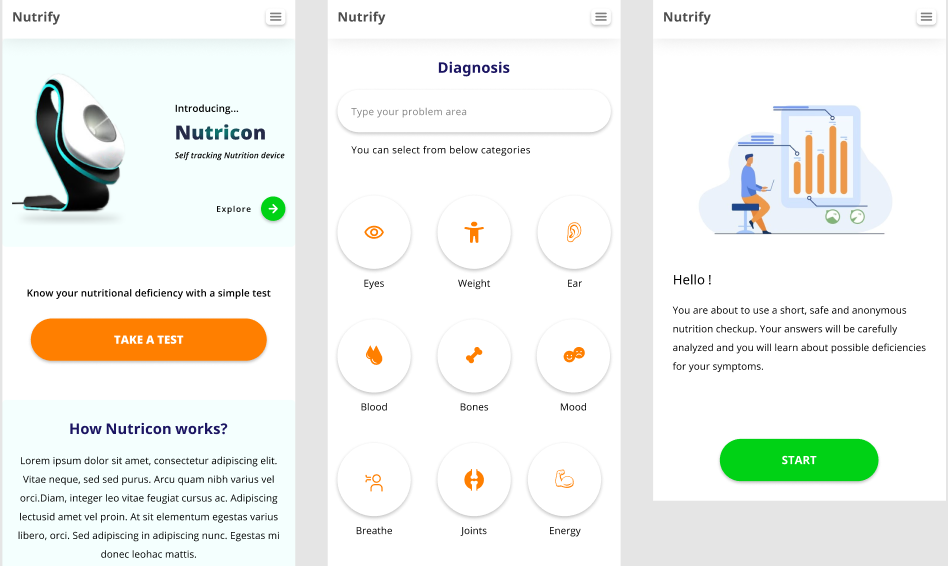 Nutrify
Introducing...
Nutricon
Self tracking Nutrition device
Explore
Know your nutritional deficiency with a simple test
TAKE A TEST
How Nutricon works?
Lorem ipsum dolor sit amet, consectetur adipiscing elit.
Vitae neque, sed sed purus. Arcu quam nibh varius vel
orci.Diam, integer leo vitae feugiat cursus ac. Adipiscing
lectusid amet vel proin. At sit elementum egestas varius
libero, orci. Sed adipiscing in adipiscing nunc. Egestas mi
donec leohac mattis.
Nutrify
Diagnosis
Type your problem area
You can select from below categories
Eyes
Weight
Ear
Blood
Bones
Mood
Breathe
Joints
Energy
Nutrify
Hello !
You are about to use a short, safe and anonymous
nutrition checkup. Your answers will be carefully
analyzed and you will learn about possible deficiencies
for your symptoms.
START